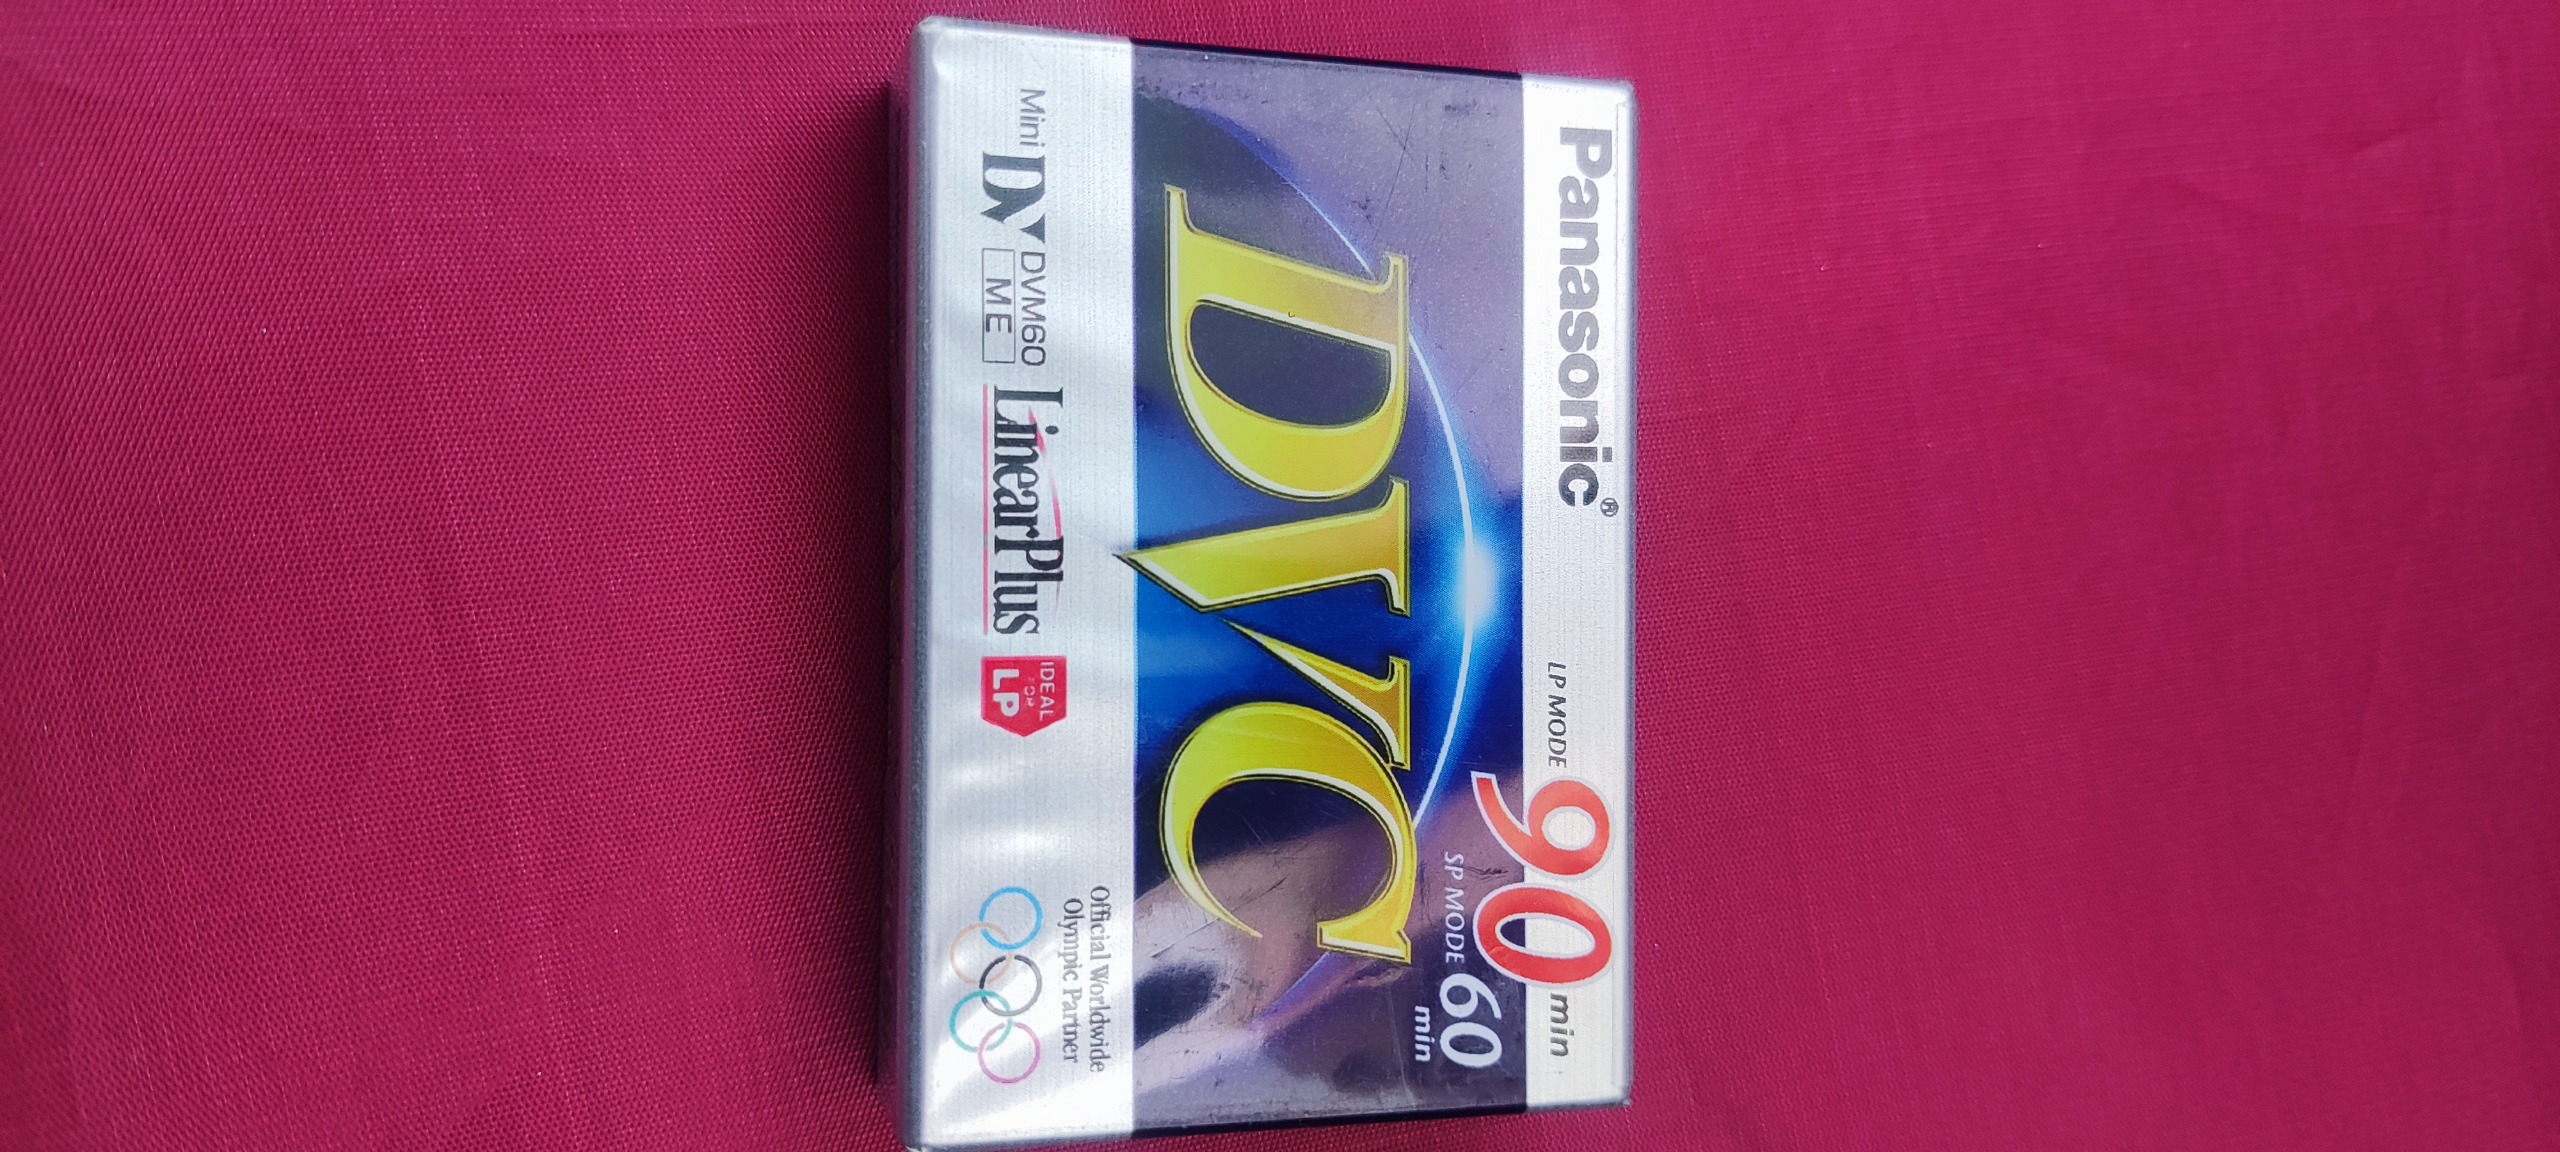 Panasonic®
LP MODE 90 min
SP MODE 60 min
DVC
Official Worldwide
Olympic Partner
Mini DV DVM60
ME
LinearPlus
IDEAL
FOR
LP